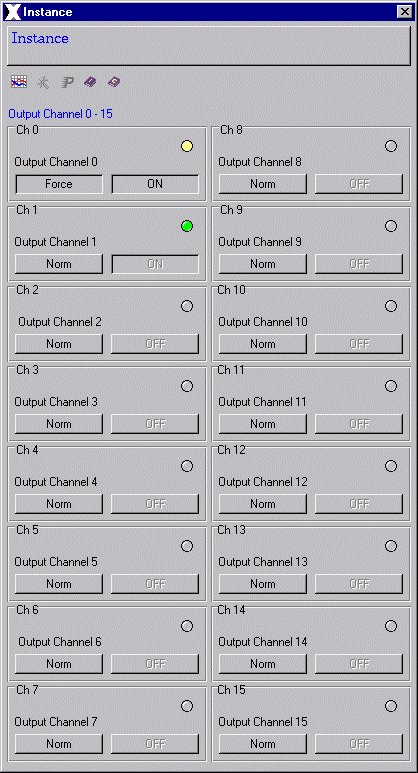 Instance
Instance
Output Channel 0 - 15
Ch 0
Output Channel 0
Force ON
Ch 1
Output Channel 1
Norm ON
Ch 2
Output Channel 2
Norm OFF
Ch 3
Output Channel 3
Norm OFF
Ch 4
Output Channel 4
Norm OFF
Ch 5
Output Channel 5
Norm OFF
Ch 6
Output Channel 6
Norm OFF
Ch 7
Output Channel 7
Norm OFF
Ch 8
Output Channel 8
Norm OFF
Ch 9
Output Channel 9
Norm OFF
Ch 10
Output Channel 10
Norm OFF
Ch 11
Output Channel 11
Norm OFF
Ch 12
Output Channel 12
Norm OFF
Ch 13
Output Channel 13
Norm OFF
Ch 14
Output Channel 14
Norm OFF
Ch 15
Output Channel 15
Norm OFF